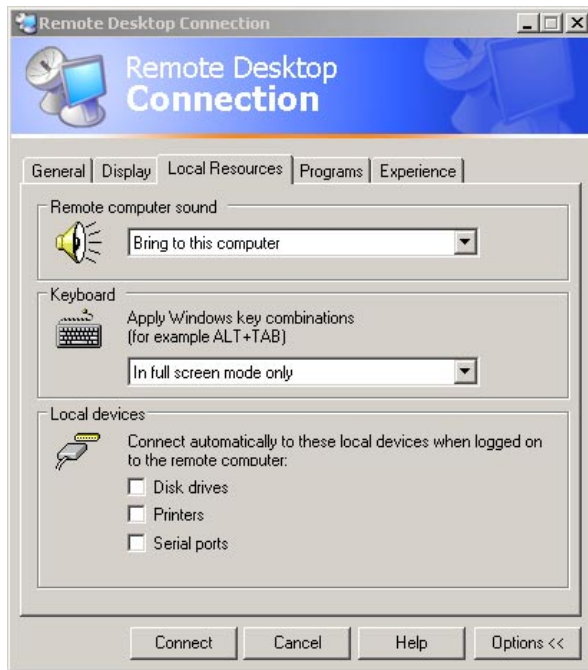 Remote Desktop Connection
Remote Desktop
Connection
General Display Local Resources Programs Experience
Remote computer sound
Bring to this computer
Keyboard
Apply Windows key combinations
(for example ALT+TAB)
In full screen mode only
Local devices
Connect automatically to these local devices when logged on
to the remote computer:
Disk drives
Printers
Serial ports
Connect Cancel Help Options <<